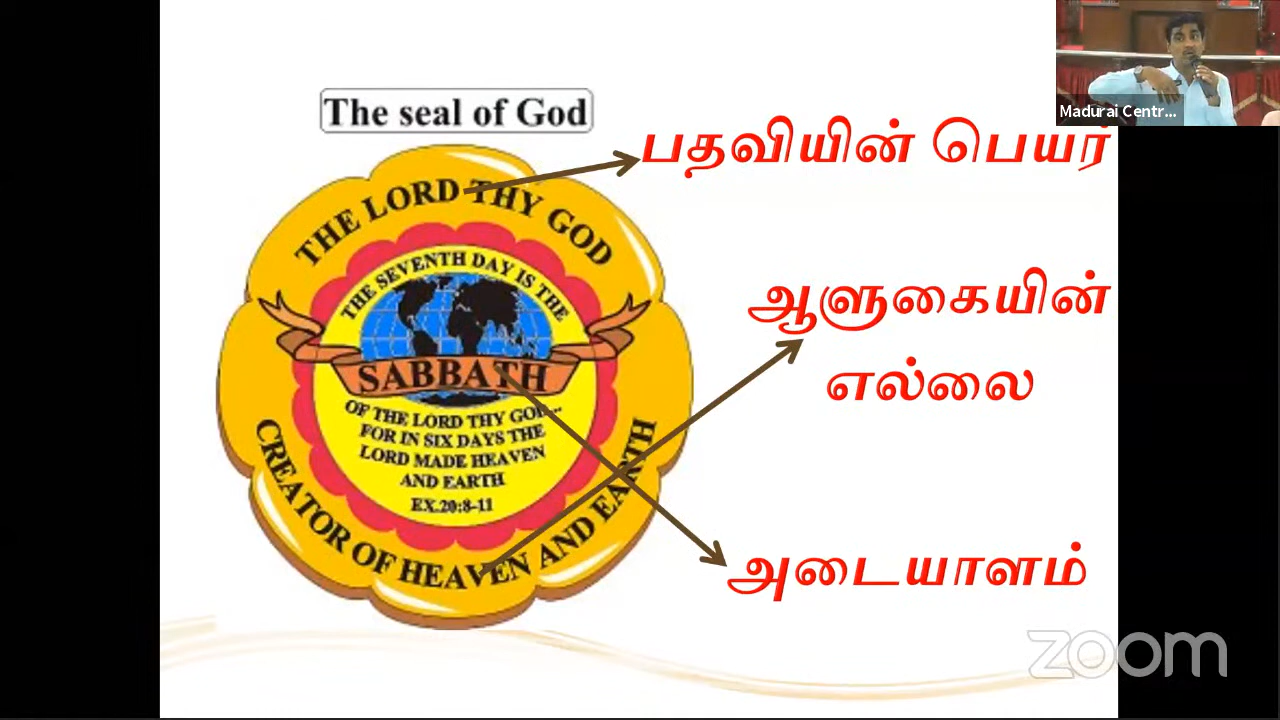 Madurai Centr...
The seal of God
பதவியின் பெயர்
THE LORD THY GOD
THE SEVENTH DAY IS THE
SABBATH
OF THE LORD THY GOD...
FOR IN SIX DAYS THE
LORD MADE HEAVEN
AND EARTH
EX.20:8-11
CREATOR OF HEAVEN AND EARTH
ஆளுகையின்
எல்லை
அடையாளம்
zoom